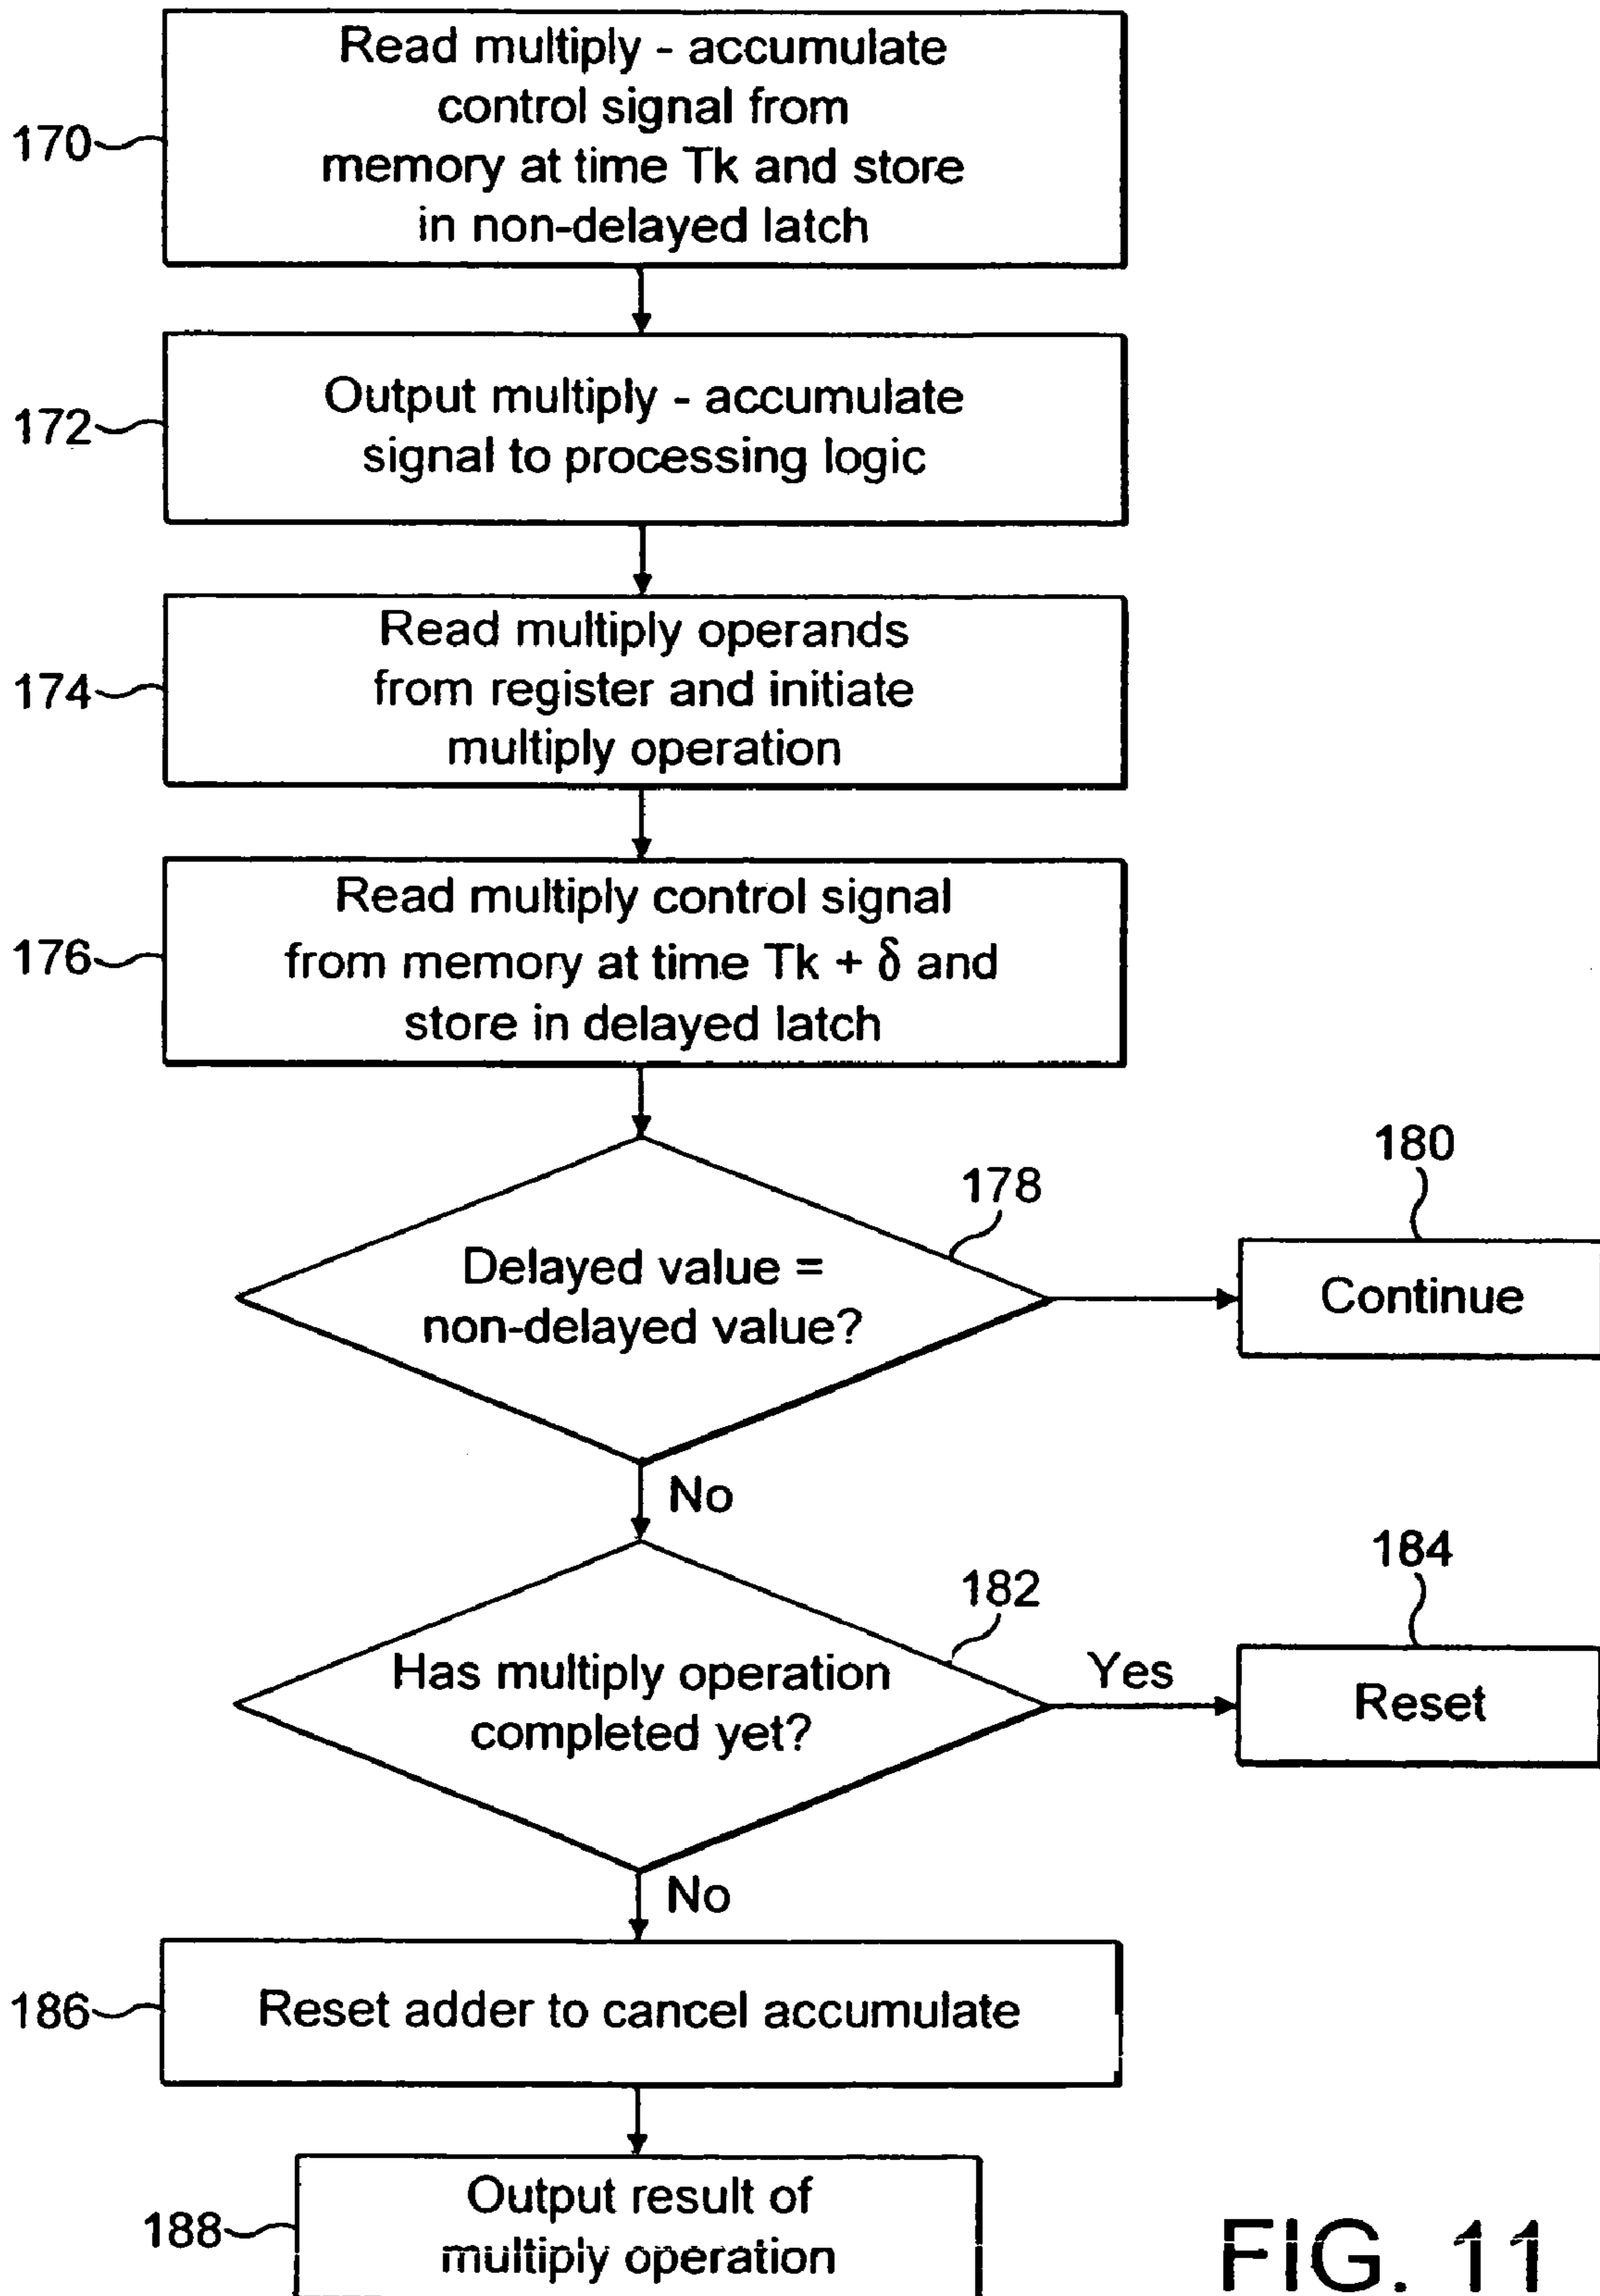 Read multiply - accumulate
control signal from
memory at time Tk and store
in non-delayed latch
170
Output multiply - accumulate
signal to processing logic
172
Read multiply operands
from register and initiate
multiply operation
174
Read multiply control signal
from memory at time Tk + δ and
store in delayed latch
176
Delayed value =
non-delayed value?
178
180
Continue
No
Has multiply operation
completed yet?
182
Yes
184
Reset
No
186
Reset adder to cancel accumulate
188
Output result of
multiply operation
FIG. 11